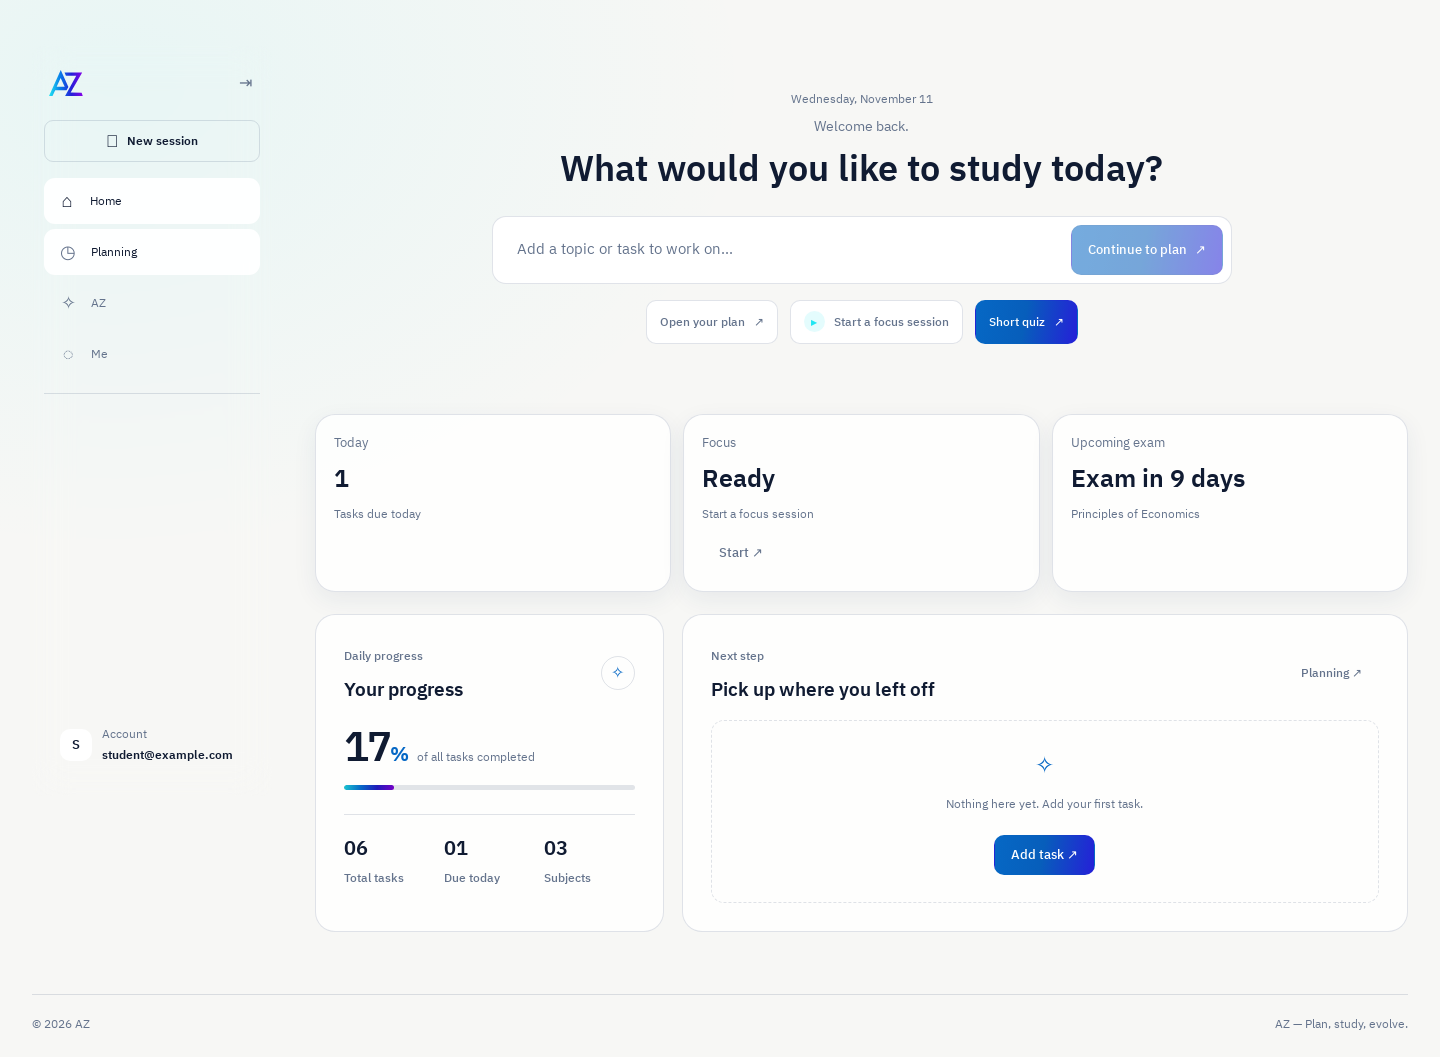 AZ
New session
Home
Planning
AZ
Me
Account
S
student@example.com
Wednesday, November 11
Welcome back.
What would you like to study today?
Add a topic or task to work on...
Continue to plan ↗
Open your plan ↗
Start a focus session
Short quiz ↗
Today
1
Tasks due today
Focus
Ready
Start a focus session
Start ↗
Upcoming exam
Exam in 9 days
Principles of Economics
Daily progress
Your progress
17% of all tasks completed
06
Total tasks
01
Due today
03
Subjects
Next step
Pick up where you left off
Planning ↗
Nothing here yet. Add your first task.
Add task ↗
© 2026 AZ
AZ — Plan, study, evolve.